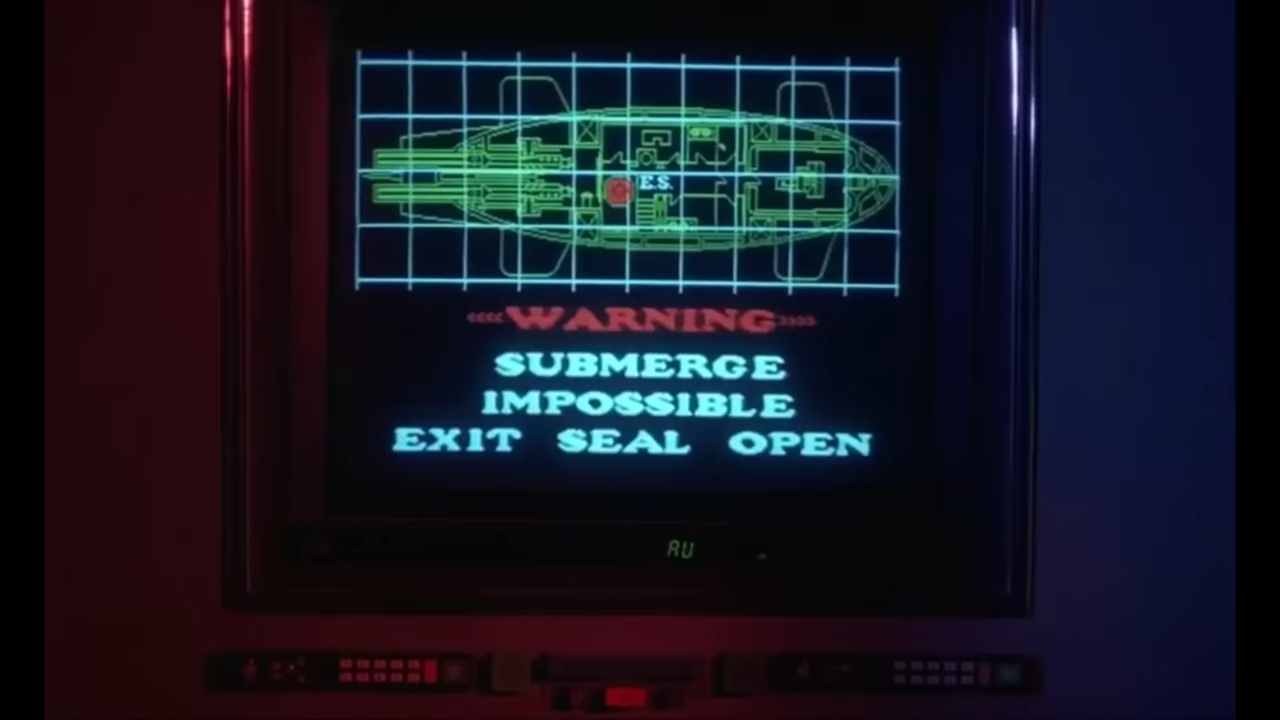 E.S.
<<<<WARNING>>>>
SUBMERGE
IMPOSSIBLE
EXIT SEAL OPEN
AU